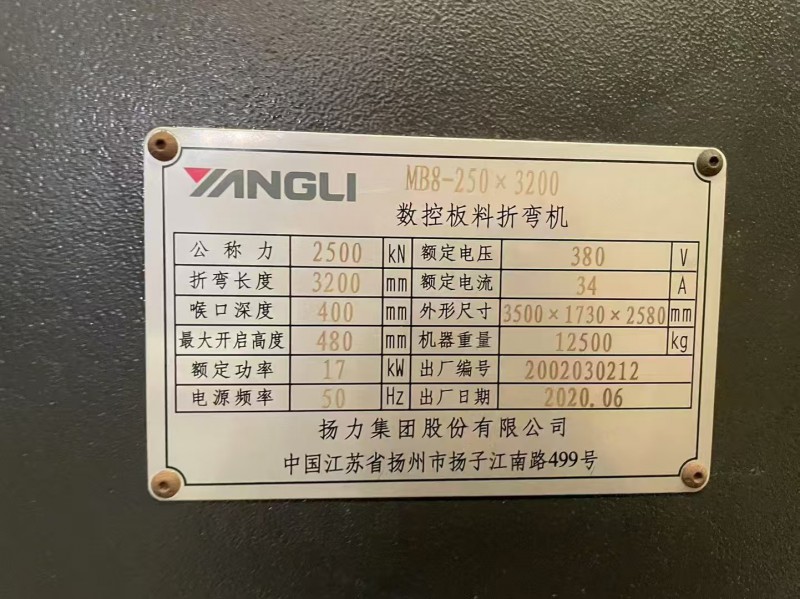 YANGLI MB8-250×3200
数控板料折弯机
公称力 2500 kN 额定电压 380 V
折弯长度 3200 mm 额定电流 34 A
喉口深度 400 mm 外形尺寸 3500×1730×2580 mm
最大开启高度 480 mm 机器重量 12500 kg
额定功率 17 kW 出厂编号 2002030212
电源频率 50 Hz 出厂日期 2020.06
扬力集团股份有限公司
中国江苏省扬州市扬子江南路499号